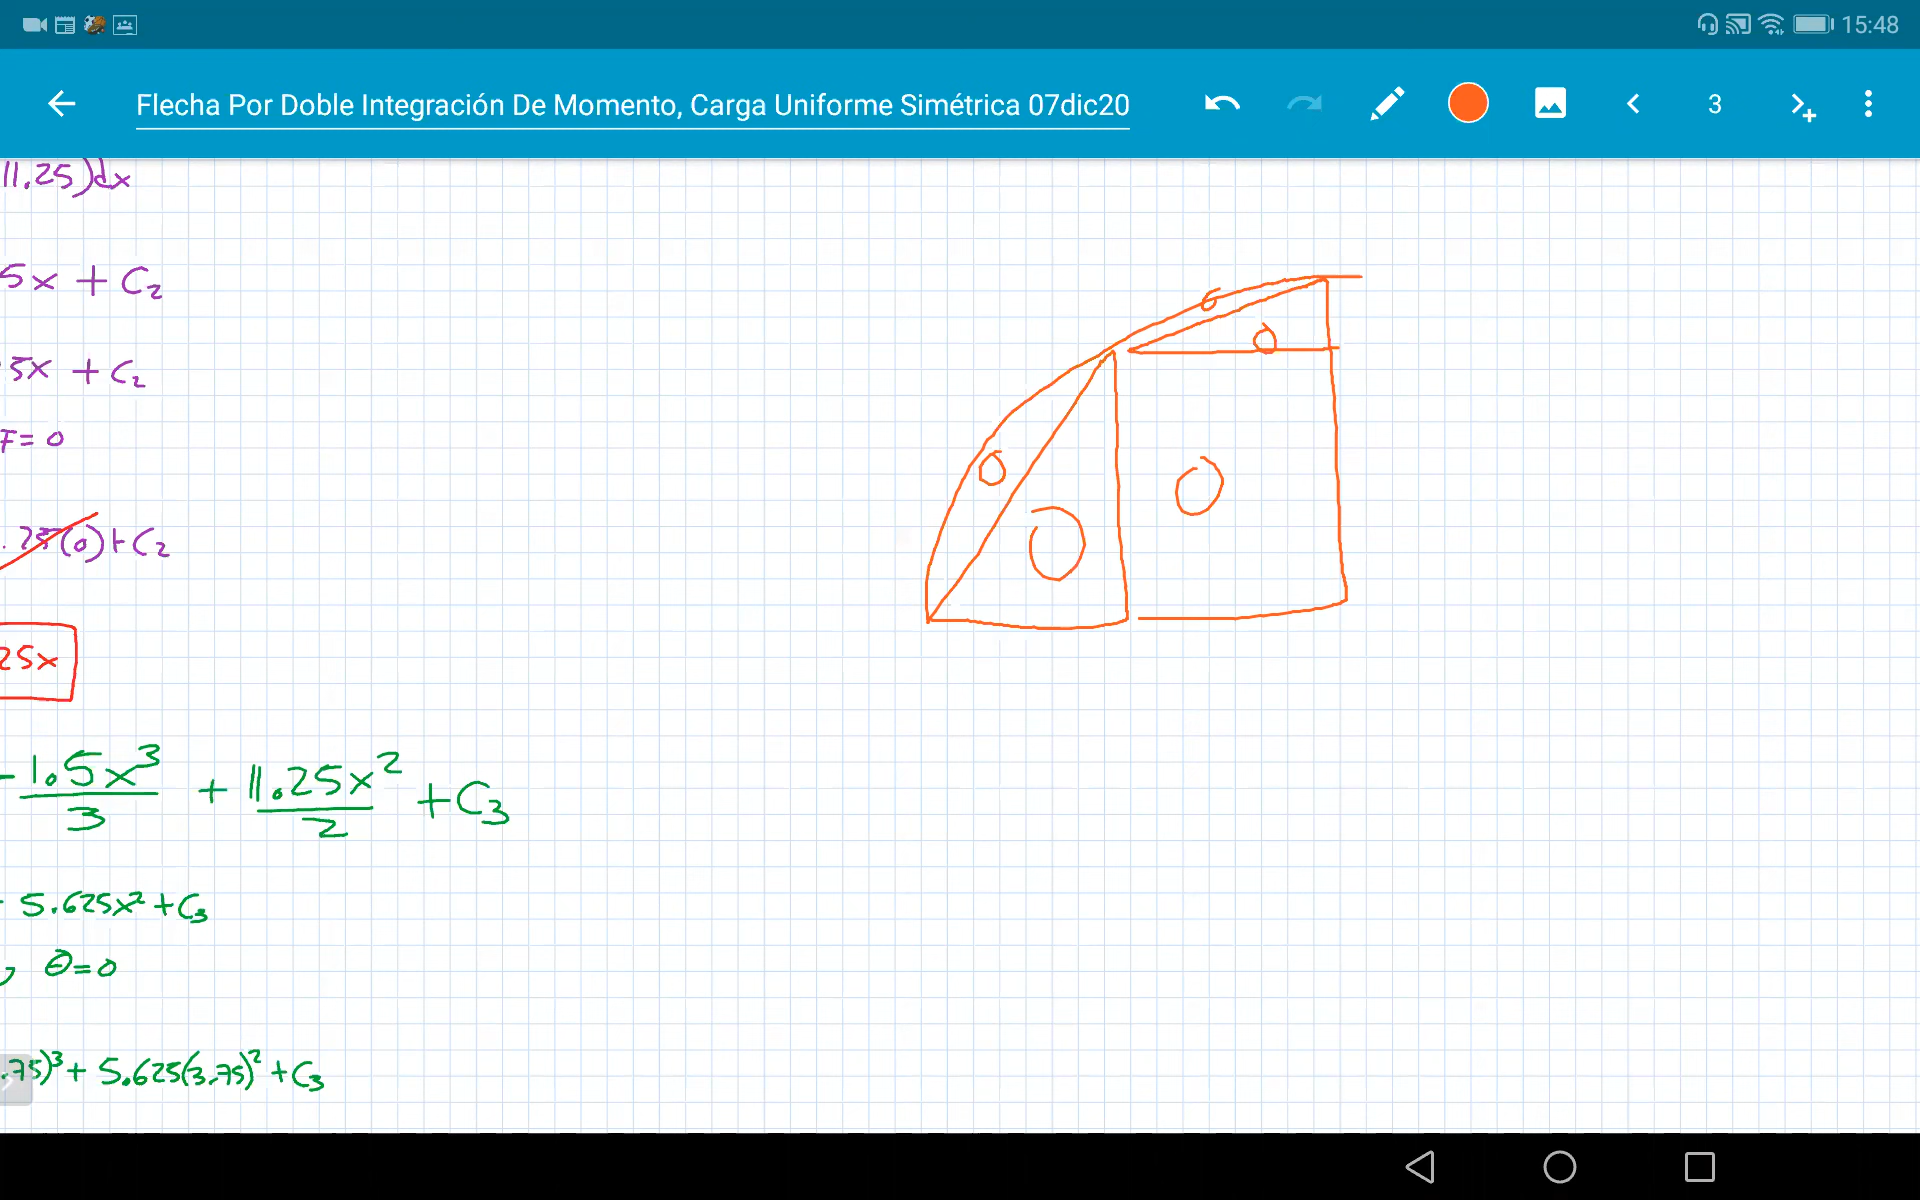 15:48
Flecha Por Doble Integración De Momento, Carga Uniforme Simétrica 07dic20
3
11.25)dx
5x + C₂
5x + C₂
F=0
.25(0)+C₂
25x
-1.5x³/3 + 11.25x²/2 + C₃
5.625x² + C₃
, θ=0
.75)³ + 5.625(3.75)² + C₃